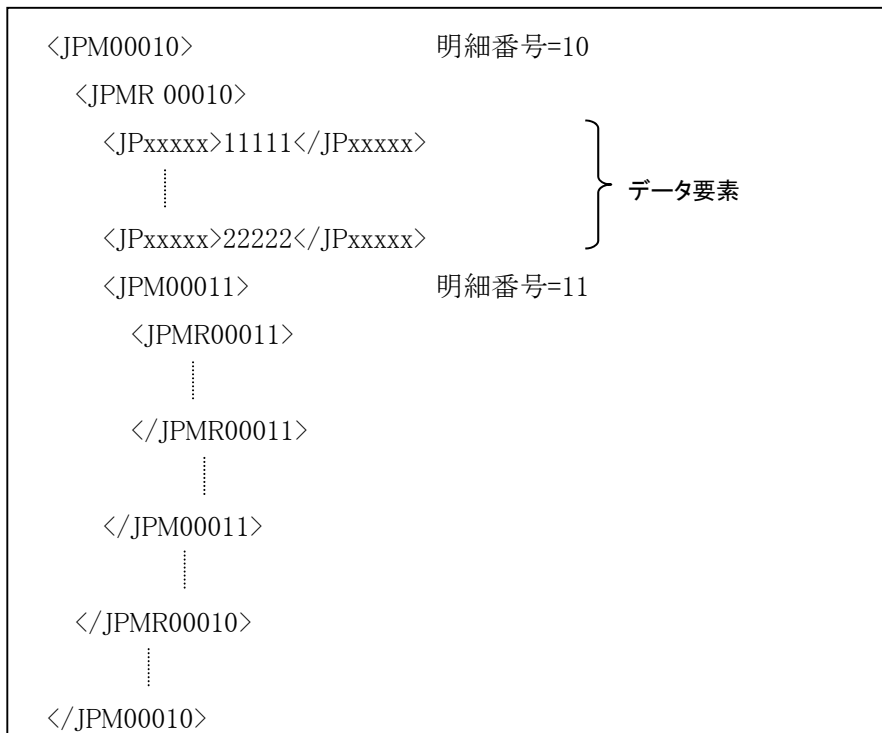 <JPM00010> 明細番号=10
<JPMR 00010>
<JPxxxxx>11111</JPxxxxx>
データ要素
<JPxxxxx>22222</JPxxxxx>
<JPM00011> 明細番号=11
<JPMR00011>
</JPMR00011>
</JPM00011>
</JPMR00010>
</JPM00010>